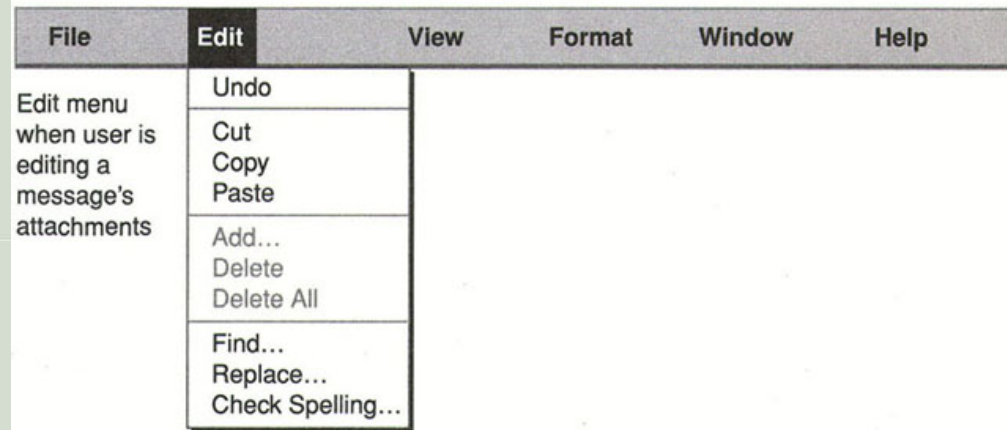 File Edit View Format Window Help
Edit menu
when user is
editing a
message's
attachments
Undo
Cut
Copy
Paste
Add...
Delete
Delete All
Find...
Replace...
Check Spelling...